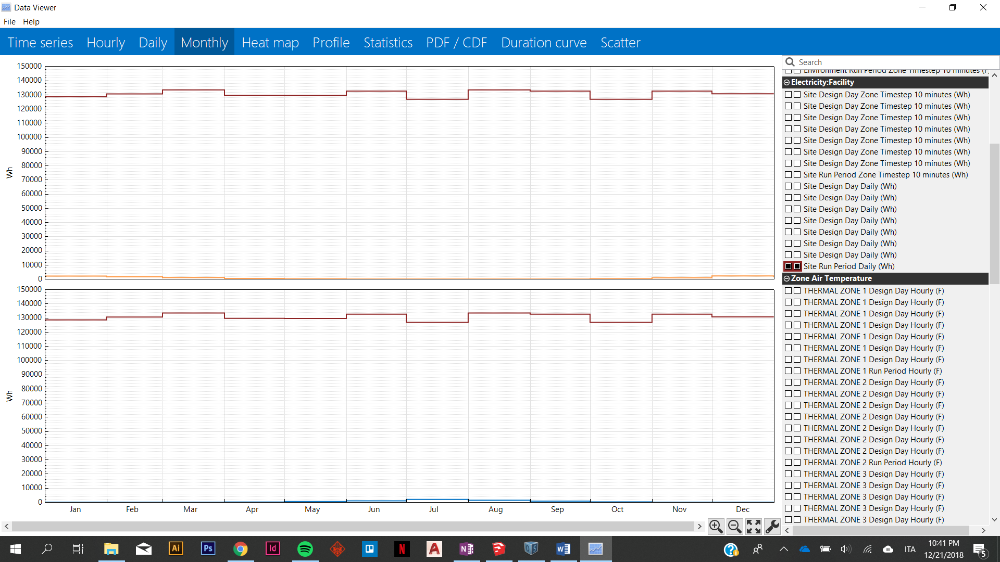 Data Viewer
File Help
Time series Hourly Daily Monthly Heat map Profile Statistics PDF / CDF Duration curve Scatter
150000
140000
130000
120000
110000
100000
90000
80000
70000
60000
50000
40000
30000
20000
10000
0
Wh
150000
140000
130000
120000
110000
100000
90000
80000
70000
60000
50000
40000
30000
20000
10000
0
Wh
Jan Feb Mar Apr May Jun Jul Aug Sep Oct Nov Dec
Search
Environment Run Period Zone Timestep 10 minutes (F
Electricity:Facility
Site Design Day Zone Timestep 10 minutes (Wh)
Site Design Day Zone Timestep 10 minutes (Wh)
Site Design Day Zone Timestep 10 minutes (Wh)
Site Design Day Zone Timestep 10 minutes (Wh)
Site Design Day Zone Timestep 10 minutes (Wh)
Site Design Day Zone Timestep 10 minutes (Wh)
Site Design Day Zone Timestep 10 minutes (Wh)
Site Run Period Zone Timestep 10 minutes (Wh)
Site Design Day Daily (Wh)
Site Design Day Daily (Wh)
Site Design Day Daily (Wh)
Site Design Day Daily (Wh)
Site Design Day Daily (Wh)
Site Design Day Daily (Wh)
Site Design Day Daily (Wh)
Site Run Period Daily (Wh)
Zone Air Temperature
THERMAL ZONE 1 Design Day Hourly (F)
THERMAL ZONE 1 Design Day Hourly (F)
THERMAL ZONE 1 Design Day Hourly (F)
THERMAL ZONE 1 Design Day Hourly (F)
THERMAL ZONE 1 Design Day Hourly (F)
THERMAL ZONE 1 Design Day Hourly (F)
THERMAL ZONE 1 Design Day Hourly (F)
THERMAL ZONE 1 Run Period Hourly (F)
THERMAL ZONE 2 Design Day Hourly (F)
THERMAL ZONE 2 Design Day Hourly (F)
THERMAL ZONE 2 Design Day Hourly (F)
THERMAL ZONE 2 Design Day Hourly (F)
THERMAL ZONE 2 Design Day Hourly (F)
THERMAL ZONE 2 Design Day Hourly (F)
THERMAL ZONE 2 Design Day Hourly (F)
THERMAL ZONE 2 Run Period Hourly (F)
THERMAL ZONE 3 Design Day Hourly (F)
THERMAL ZONE 3 Design Day Hourly (F)
THERMAL ZONE 3 Design Day Hourly (F)
THERMAL ZONE 3 Design Day Hourly (F)
THERMAL ZONE 3 Design Day Hourly (F)
Ai Ps Id N A N W ITA
10:41 PM
12/21/2018
5